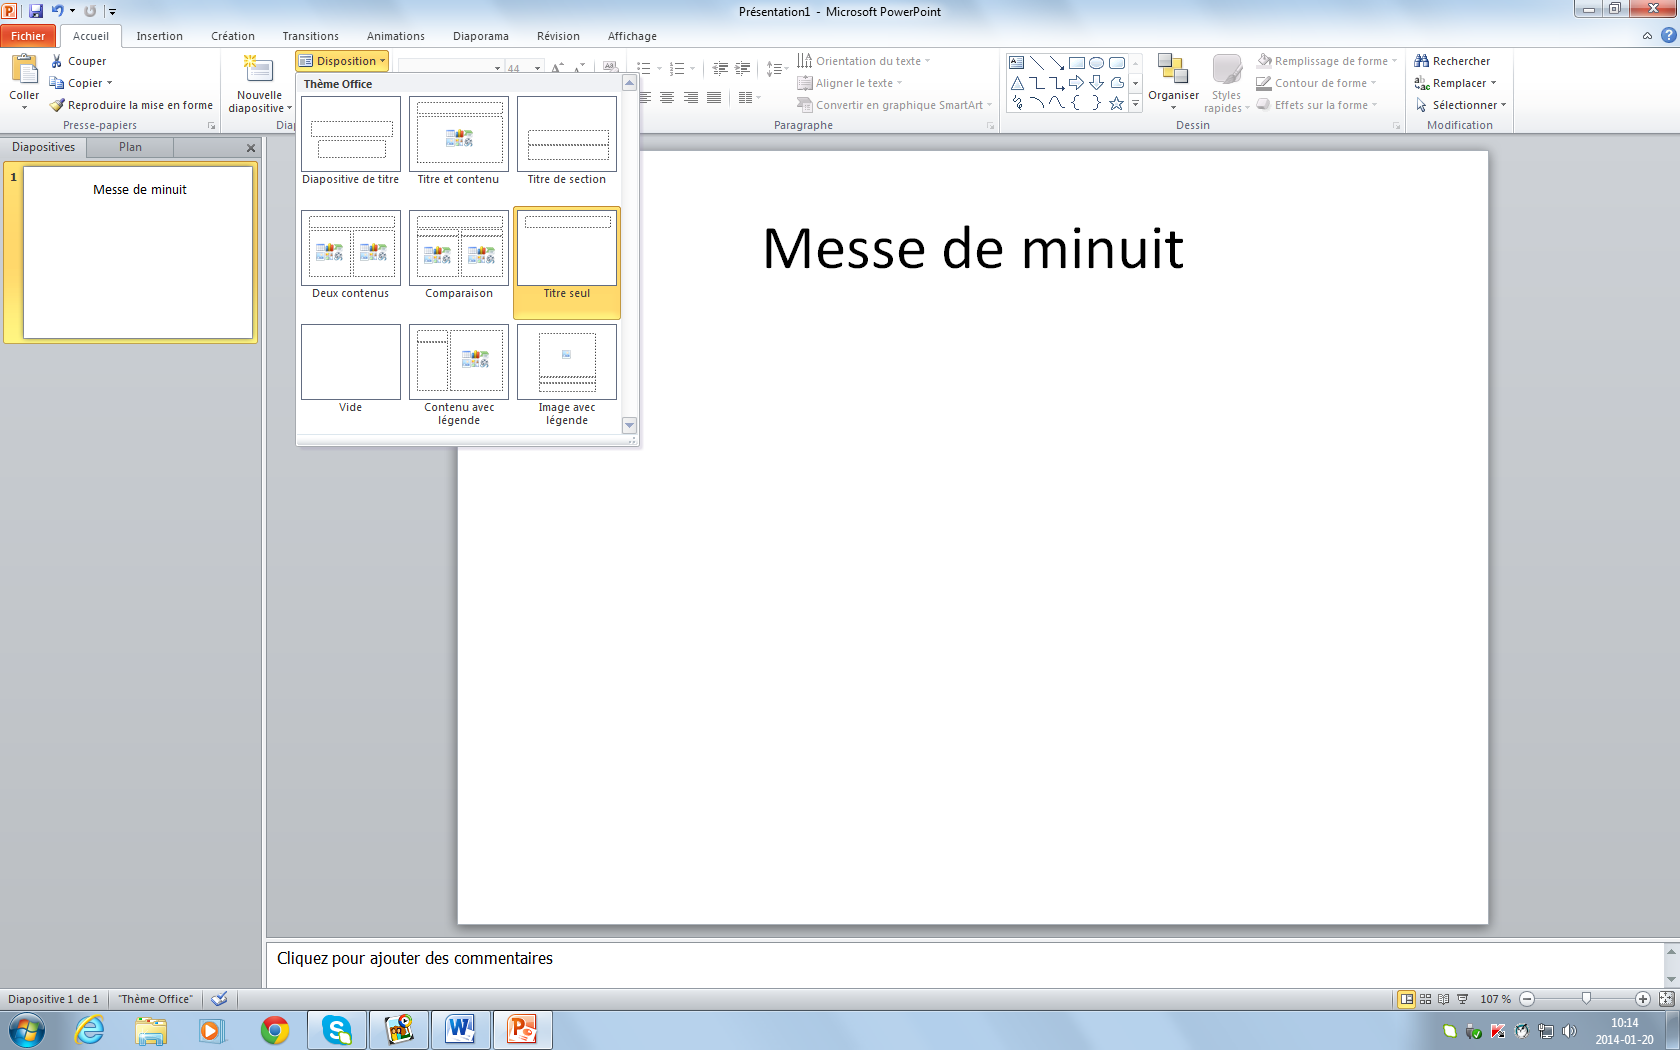 Présentation1 - Microsoft PowerPoint
Fichier Accueil Insertion Création Transitions Animations Diaporama Révision Affichage
Coller
Couper
Copier
Reproduire la mise en forme
Presse-papiers
Nouvelle
diapositive
Disposition
44
Orientation du texte
Aligner le texte
Convertir en graphique SmartArt
Paragraphe
Organiser
Styles
rapides
Remplissage de forme
Contour de forme
Effets sur la forme
Dessin
Rechercher
Remplacer
Sélectionner
Modification
Thème Office
Diapositive de titre Titre et contenu Titre de section
Deux contenus Comparaison Titre seul
Vide Contenu avec légende Image avec légende
Diapositives Plan
1
Messe de minuit
Messe de minuit
Cliquez pour ajouter des commentaires
Diapositive 1 de 1 "Thème Office" 107 %
10:14
2014-01-20